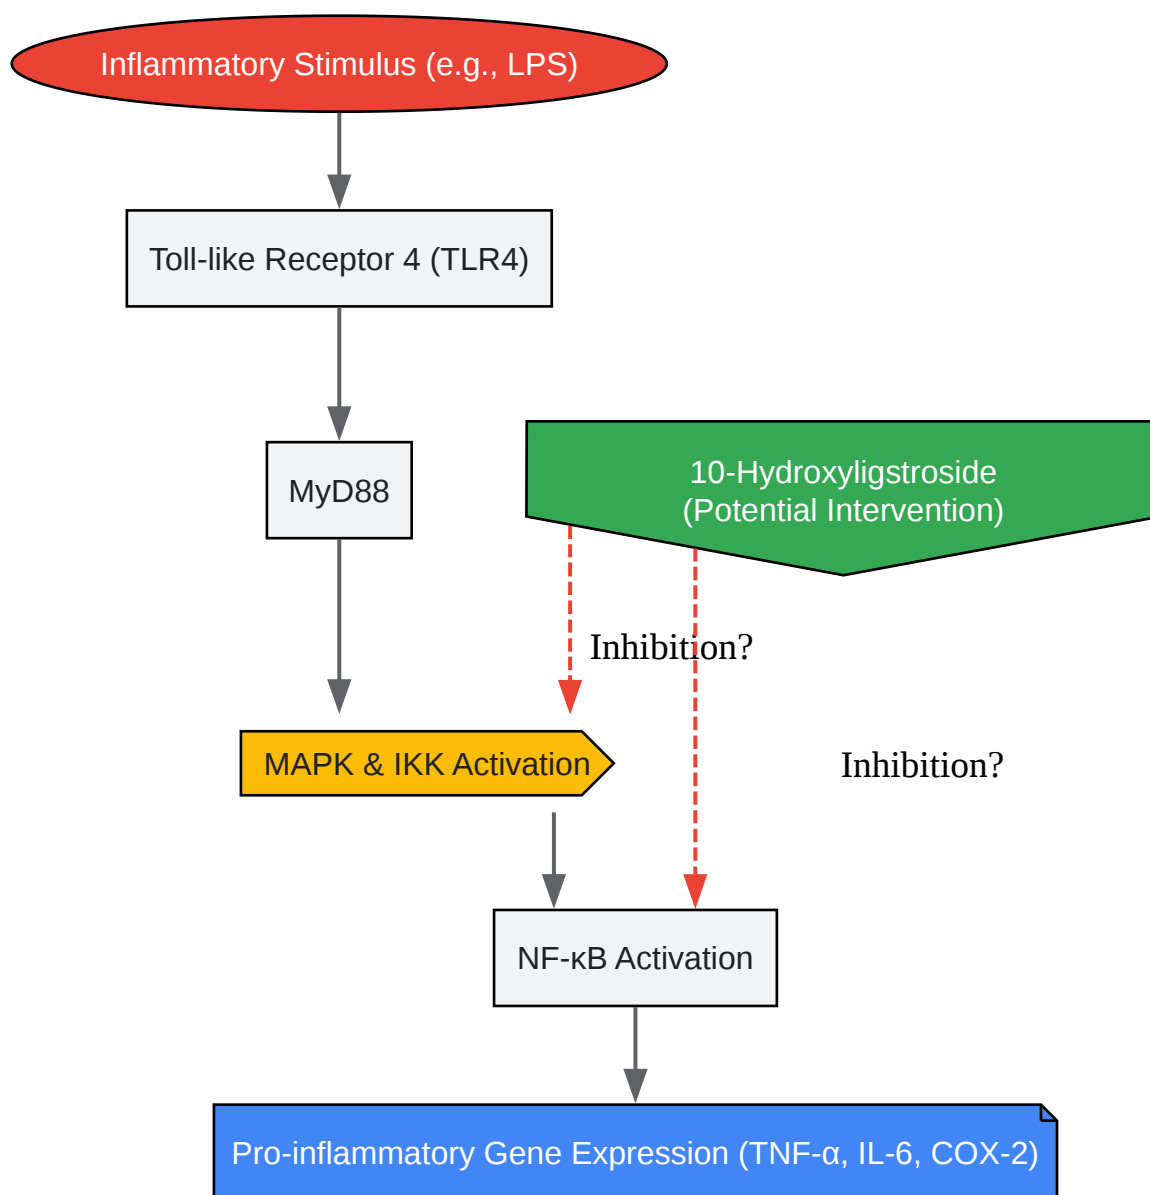 Inflammatory Stimulus (e.g., LPS)
Toll-like Receptor 4 (TLR4)
MyD88
10-Hydroxyligstroside
(Potential Intervention)
Inhibition?
MAPK & IKK Activation
Inhibition?
NF-κB Activation
Pro-inflammatory Gene Expression (TNF-α, IL-6, COX-2)